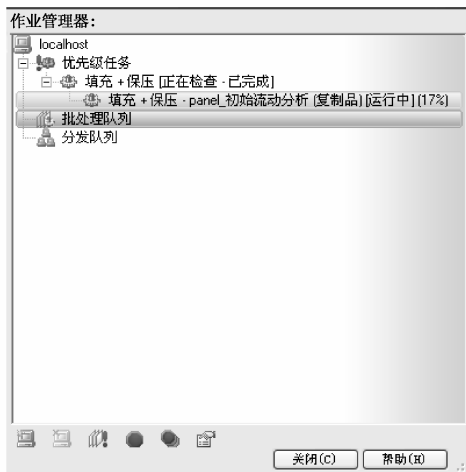 作业管理器：
localhost
优先级任务
填充 + 保压 [正在检查 - 已完成]
填充 + 保压 - panel_初始流动分析 (复制品) [运行中] (17%)
批处理队列
分发队列
关闭(C) 帮助(H)